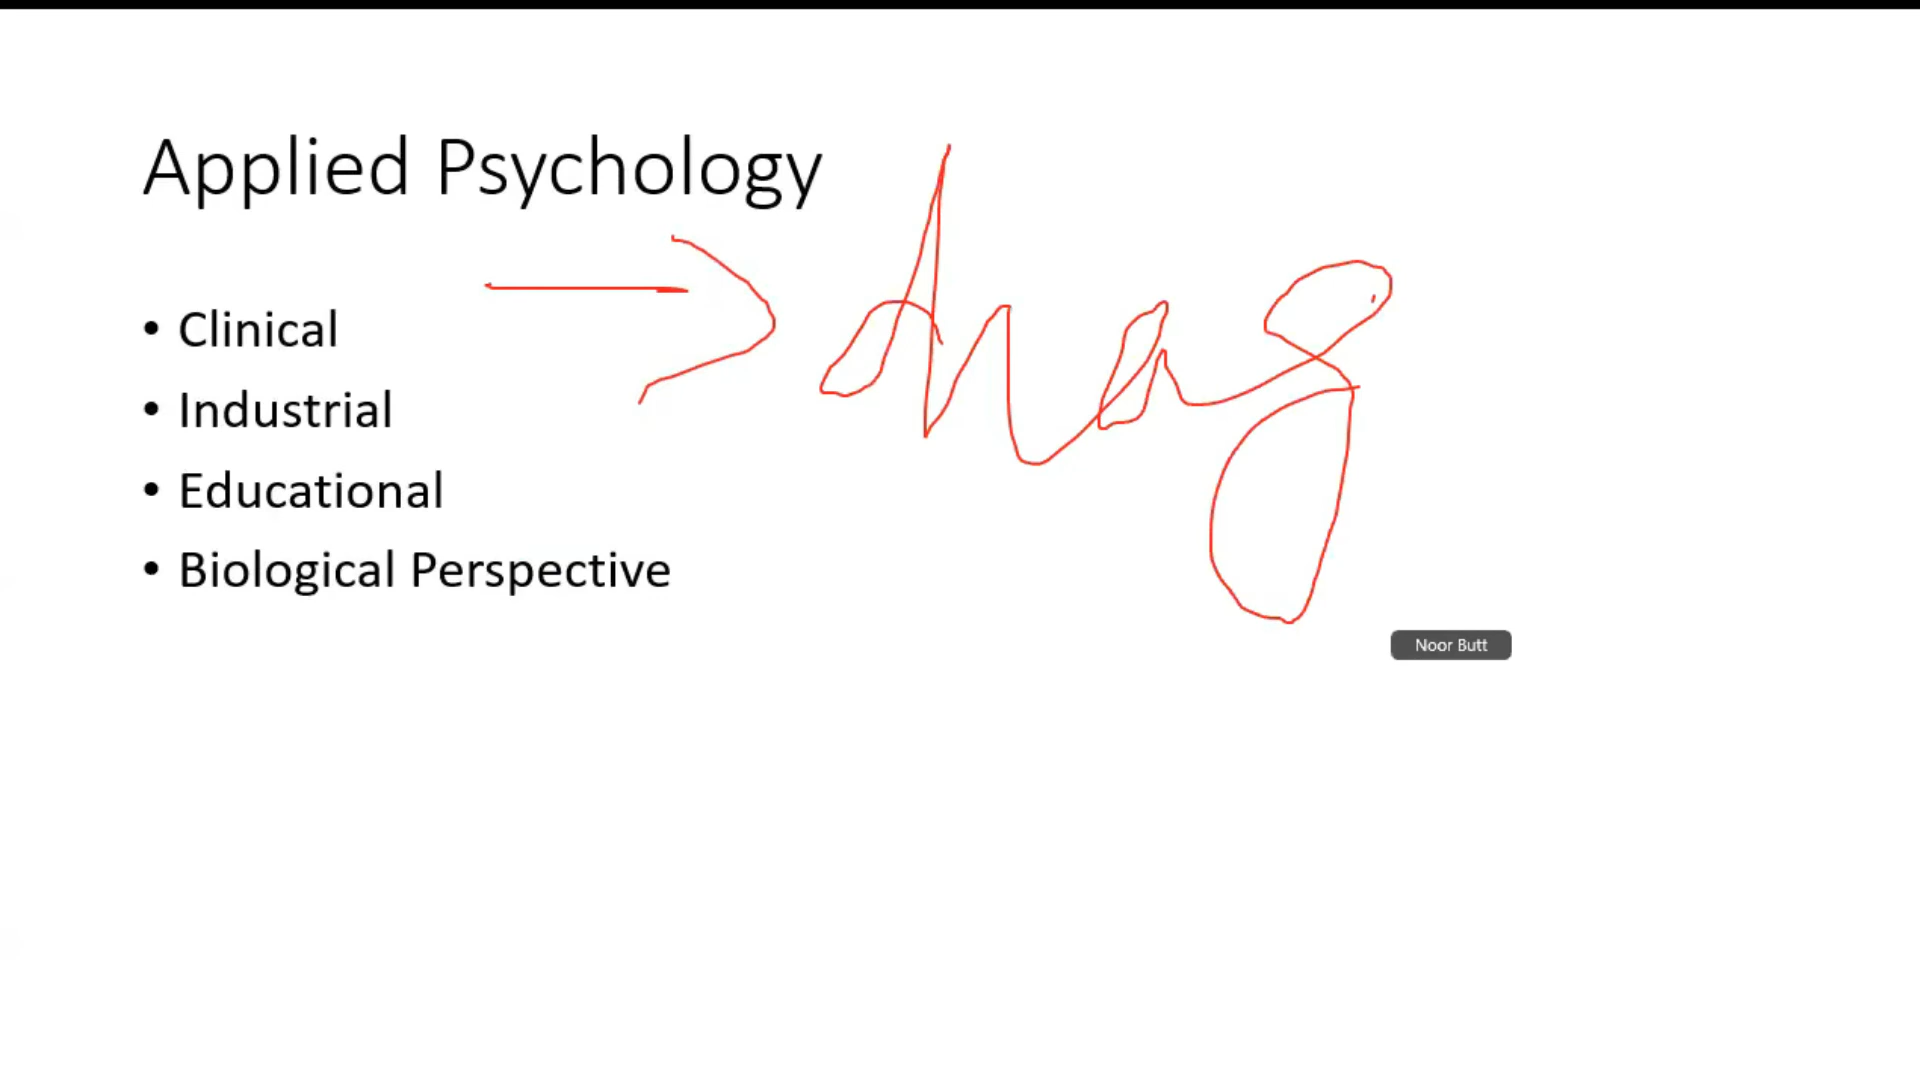 Applied Psychology
• Clinical
• Industrial
• Educational
• Biological Perspective
Noor Butt